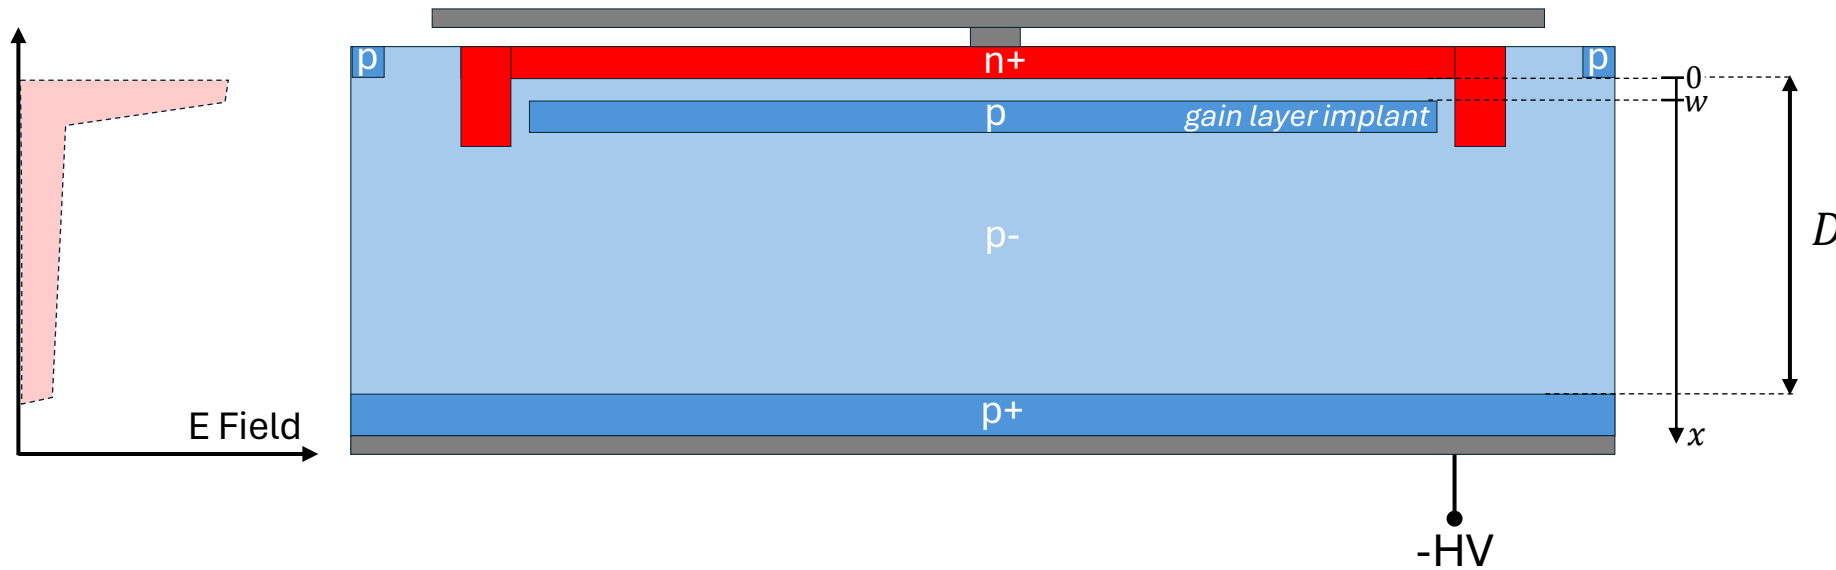 p
n+
p
0
w
p
gain layer implant
p-
D
p+
E Field
x
-HV